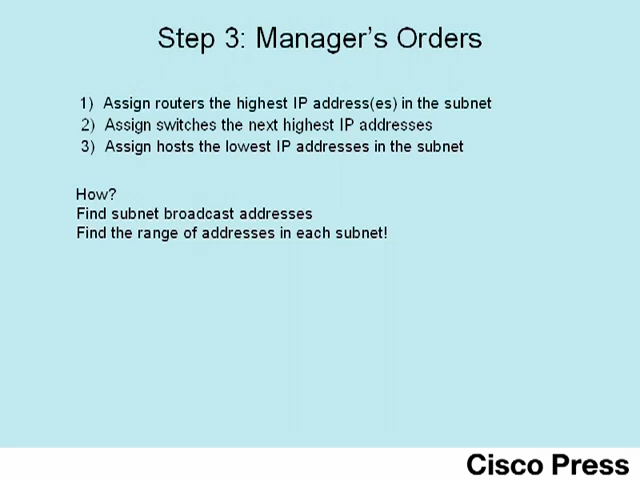 Step 3: Manager's Orders
1) Assign routers the highest IP address(es) in the subnet
2) Assign switches the next highest IP addresses
3) Assign hosts the lowest IP addresses in the subnet
How?
Find subnet broadcast addresses
Find the range of addresses in each subnet!
Cisco Press